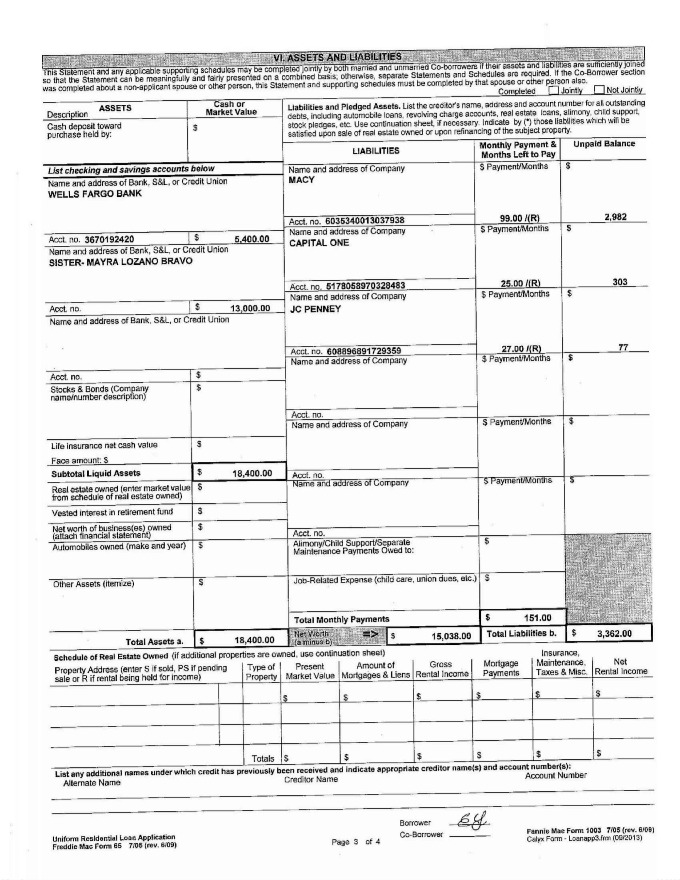 VI. ASSETS AND LIABILITIES
This Statement and any applicable supporting schedules may be completed jointly by both married and unmarried Co-borrowers if their assets and liabilities are sufficiently joined
so that the Statement can be meaningfully and fairly presented on a combined basis; otherwise, separate Statements and Schedules are required. If the Co-Borrower section
was completed about a non-applicant spouse or other person, this Statement and supporting schedules must be completed by that spouse or other person also.
Completed Jointly Not Jointly
ASSETS
Description
Cash or
Market Value
Cash deposit toward
purchase held by:
$
Liabilities and Pledged Assets. List the creditor's name, address and account number for all outstanding
debts, including automobile loans, revolving charge accounts, real estate loans, alimony, child support,
stock pledges, etc. Use continuation sheet, if necessary. Indicate by (*) those liabilities which will be
satisfied upon sale of real estate owned or upon refinancing of the subject property.
LIABILITIES
Monthly Payment &
Months Left to Pay
Unpaid Balance
List checking and savings accounts below
Name and address of Bank, S&L, or Credit Union
WELLS FARGO BANK
Acct. no. 3670192420 $ 5,400.00
Name and address of Bank, S&L, or Credit Union
SISTER- MAYRA LOZANO BRAVO
Acct. no. $ 13,000.00
Name and address of Bank, S&L, or Credit Union
Acct. no. $
Stocks & Bonds (Company
name/number description)
$
Life insurance net cash value $
Face amount: $
Subtotal Liquid Assets $ 18,400.00
Real estate owned (enter market value
from schedule of real estate owned)
$
Vested interest in retirement fund $
Net worth of business(es) owned
(attach financial statement)
$
Automobiles owned (make and year) $
Other Assets (itemize) $
Total Assets a. $ 18,400.00
Name and address of Company $ Payment/Months $
MACY
Acct. no. 6035340013037938 99.00 /(R) 2,982
Name and address of Company $ Payment/Months $
CAPITAL ONE
Acct. no. 5178058970328483 25.00 /(R) 303
Name and address of Company $ Payment/Months $
JC PENNEY
Acct. no. 608896891729359 27.00 /(R) 77
Name and address of Company $ Payment/Months $
Acct. no.
Name and address of Company $ Payment/Months $
Acct. no.
Name and address of Company $ Payment/Months $
Acct. no.
Alimony/Child Support/Separate
Maintenance Payments Owed to:
$
Job-Related Expense (child care, union dues, etc.) $
Total Monthly Payments $ 151.00
Net Worth
(a minus b)
=> $ 15,038.00 Total Liabilities b. $ 3,362.00
Schedule of Real Estate Owned (if additional properties are owned, use continuation sheet)
Property Address (enter S if sold, PS if pending
sale or R if rental being held for income)
Type of
Property
Present
Market Value
Amount of
Mortgages & Liens
Gross
Rental Income
Mortgage
Payments
Insurance,
Maintenance,
Taxes & Misc.
Net
Rental Income
$ $ $ $ $ $
Totals $ $ $ $ $ $
List any additional names under which credit has previously been received and indicate appropriate creditor name(s) and account number(s):
Alternate Name Creditor Name Account Number
Borrower
Co-Borrower
Uniform Residential Loan Application
Freddie Mac Form 65 7/05 (rev. 6/09)
Page 3 of 4
Fannie Mae Form 1003 7/05 (rev. 6/09)
Calyx Form - Loanapp3.frm (09/2013)